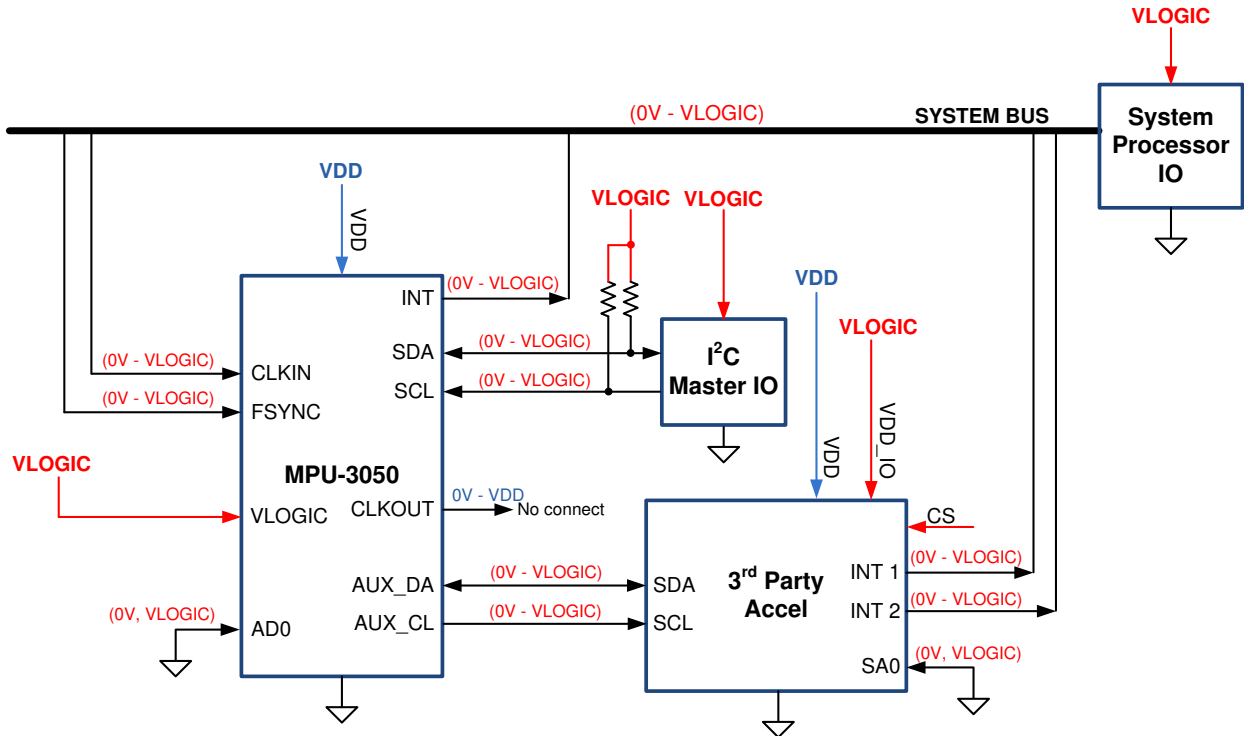 VLOGIC
(0V - VLOGIC)
SYSTEM BUS
System
Processor
IO
VDD
VDD
VLOGIC
VLOGIC
VDD
VLOGIC
VDD
VDD_IO
INT
(0V - VLOGIC)
SDA
(0V - VLOGIC)
SCL
(0V - VLOGIC)
I²C
Master IO
(0V - VLOGIC)
CLKIN
(0V - VLOGIC)
FSYNC
VLOGIC
VLOGIC
MPU-3050
CLKOUT
0V - VDD
No connect
AUX_DA
(0V - VLOGIC)
SDA
AUX_CL
(0V - VLOGIC)
SCL
(0V, VLOGIC)
AD0
3rd Party
Accel
CS
INT 1
(0V - VLOGIC)
INT 2
(0V - VLOGIC)
SA0
(0V, VLOGIC)